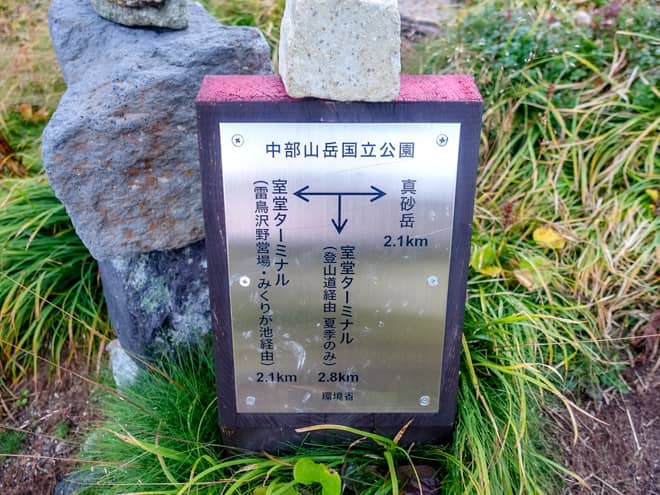 中部山岳国立公園
真砂岳
2.1km
室堂ターミナル
(登山道経由 夏季のみ)
2.8km
室堂ターミナル
(雷鳥沢野営場・みくりが池経由)
2.1km
環境省